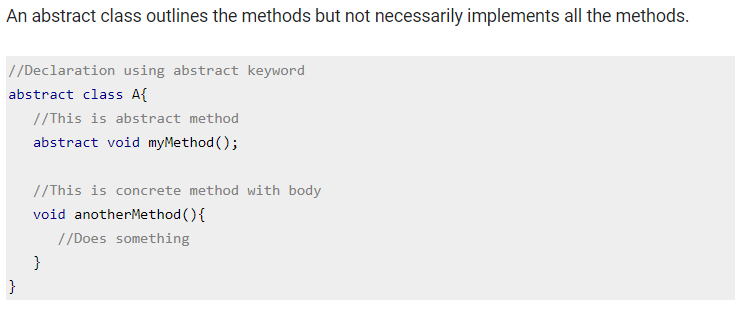 An abstract class outlines the methods but not necessarily implements all the methods.
//Declaration using abstract keyword
abstract class A{
   //This is abstract method
   abstract void myMethod();

   //This is concrete method with body
   void anotherMethod(){
      //Does something
   }
}